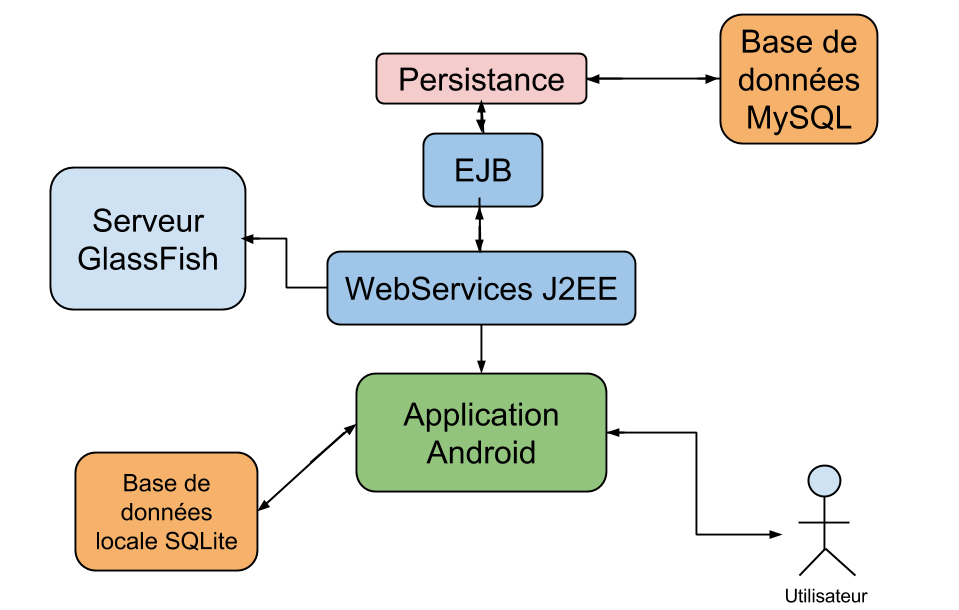 Base de
données
MySQL
Persistance
EJB
Serveur
GlassFish
WebServices J2EE
Application
Android
Base de
données
locale SQLite
Utilisateur